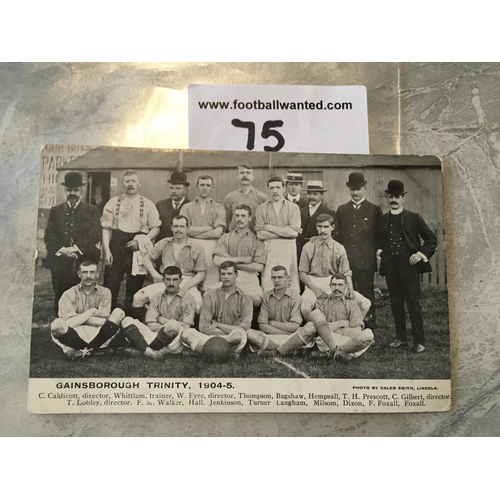 www.footballwanted.com
75
PARKER
GAINSBOROUGH TRINITY, 1904-5.
PHOTO BY CALEB SMITH, LINCOLN.
C. Caldicott, director, Whittlam, trainer, W. Eyre, director, Thompson, Bagshaw, Hempsall, T. H. Prescott, C. Gilbert, director,
T. Lobley, director. F. Walker, Hall. Jenkinson, Turner Langham, Milsom, Dixon, F. Foxall, Foxall.